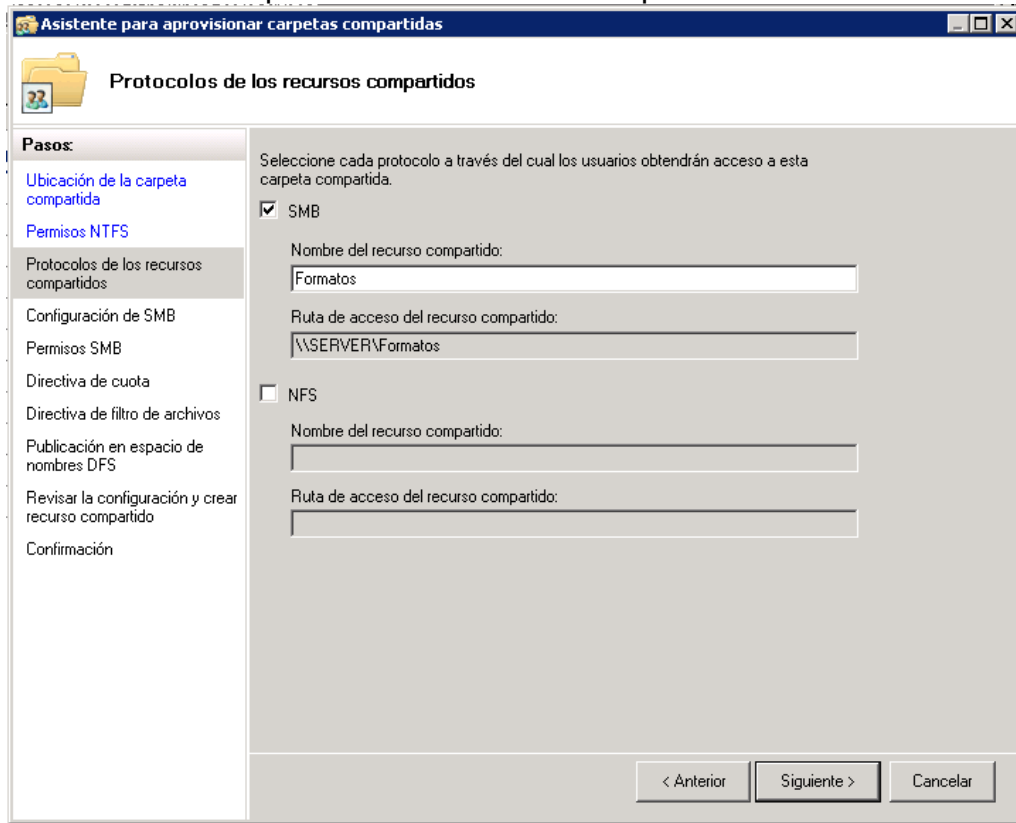 Asistente para aprovisionar carpetas compartidas
Protocolos de los recursos compartidos
Pasos:
Ubicación de la carpeta
compartida
Permisos NTFS
Protocolos de los recursos
compartidos
Configuración de SMB
Permisos SMB
Directiva de cuota
Directiva de filtro de archivos
Publicación en espacio de
nombres DFS
Revisar la configuración y crear
recurso compartido
Confirmación
Seleccione cada protocolo a través del cual los usuarios obtendrán acceso a esta
carpeta compartida.
SMB
Nombre del recurso compartido:
Formatos
Ruta de acceso del recurso compartido:
\\SERVER\Formatos
NFS
Nombre del recurso compartido:
Ruta de acceso del recurso compartido:
< Anterior
Siguiente >
Cancelar